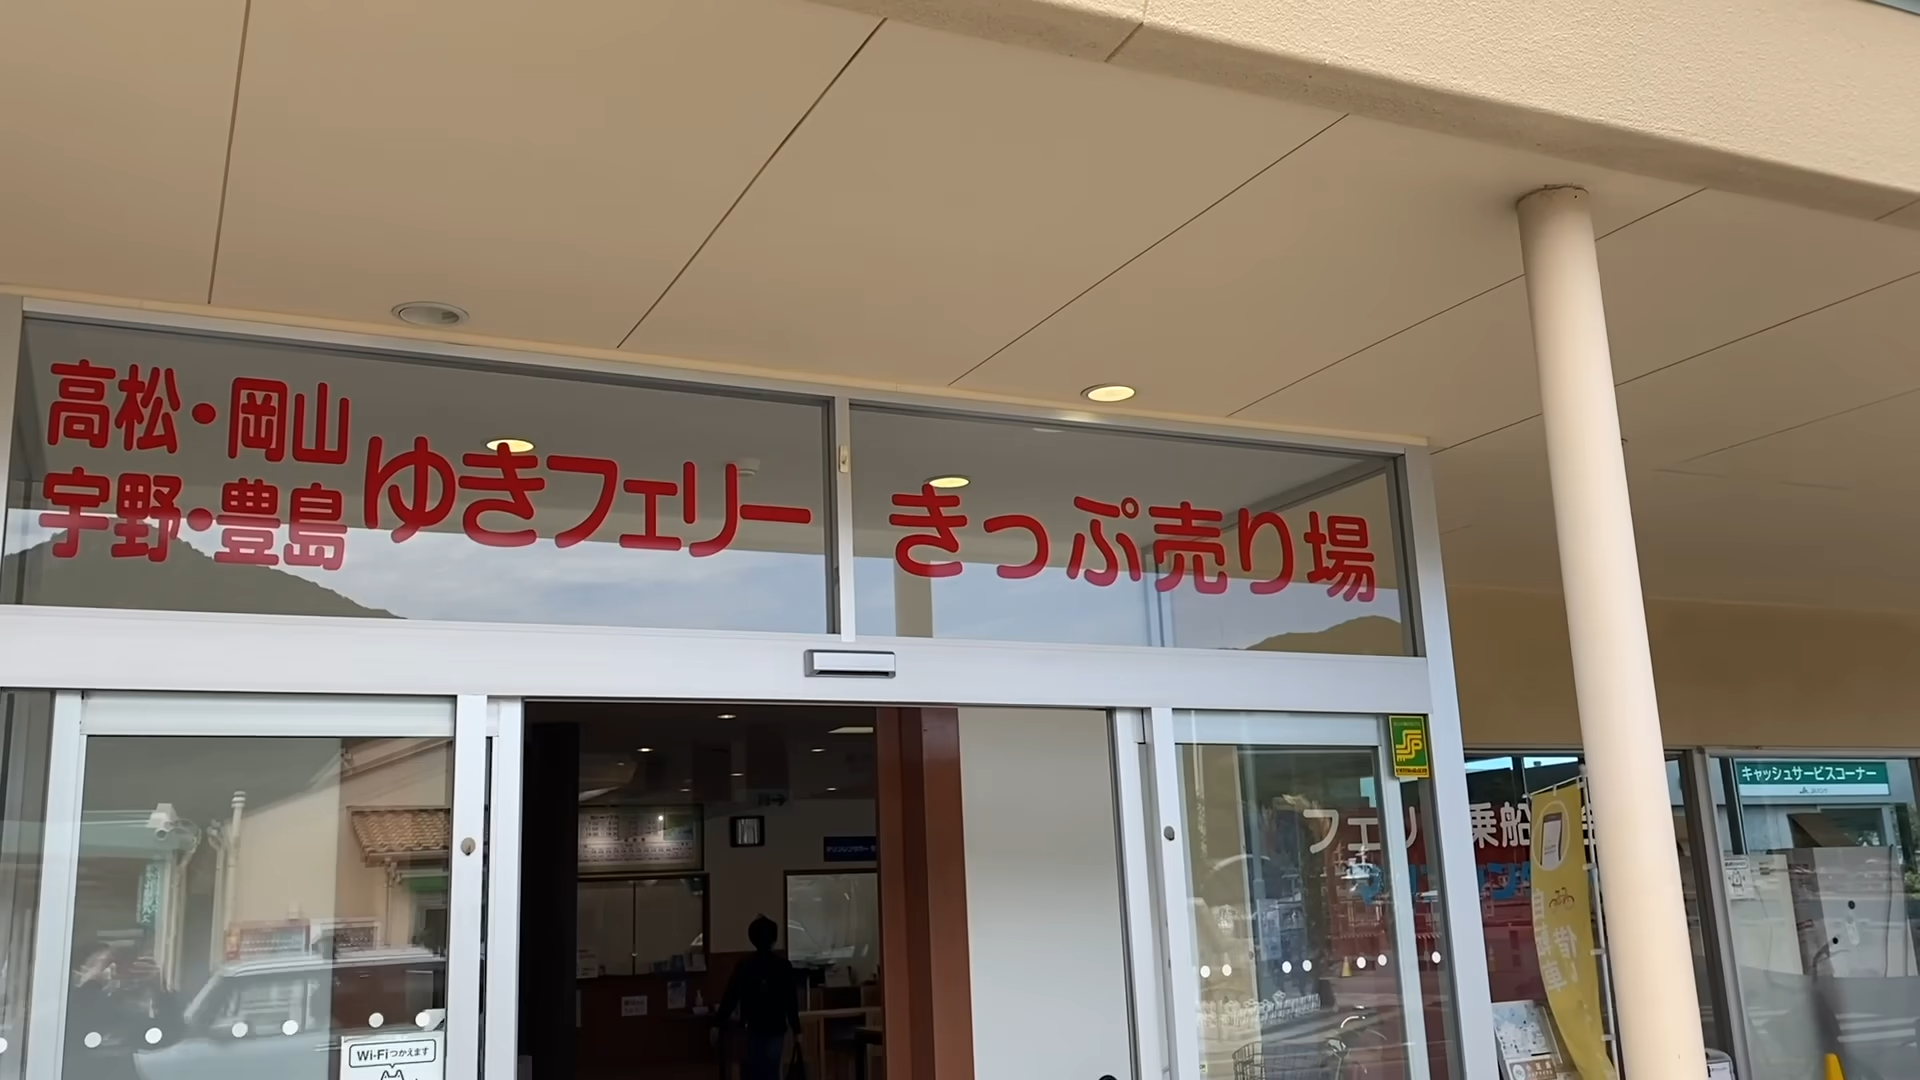 高松・岡山
宇野・豊島
ゆきフェリー
きっぷ売り場
キャッシュサービスコーナー
フェリ
乗船
Wi-Fiつかえます